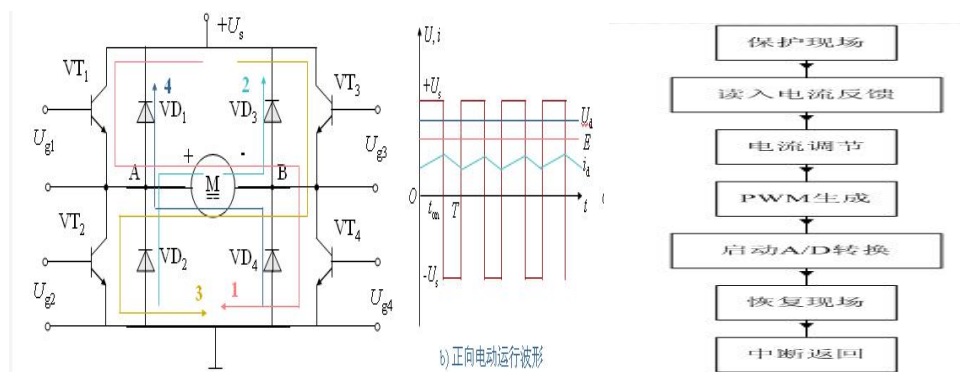 +Us
VT1
VT3
4
2
VD1
VD3
Ug1
Ug3
+
-
A
M
B
VT2
VT4
VD2
VD4
Ug2
3
1
Ug4
U,i
+Us
Ud
E
id
O
ton
T
t
-Us
b) 正向电动运行波形
保护现场
读入电流反馈
电流调节
PWM生成
启动A/D转换
恢复现场
中断返回